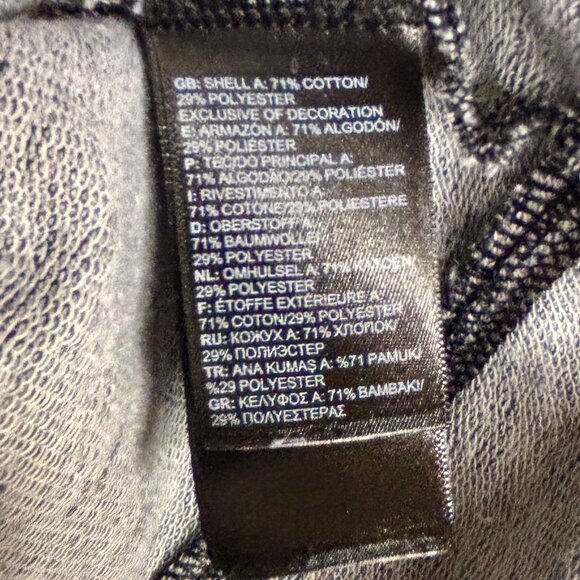 GB: SHELL A: 71% COTTON/
29% POLYESTER
EXCLUSIVE OF DECORATION
E: ARMAZÓN A: 71% ALGODÓN/
29% POLIÉSTER
P: TECIDO PRINCIPAL A:
71% ALGODÃO/29% POLIÉSTER
I: RIVESTIMENTO A:
71% COTONE/29% POLIESTERE
D: OBERSTOFF A:
71% BAUMWOLLE/
29% POLYESTER
NL: OMHULSEL A: 71% KATOEN/
29% POLYESTER
F: ÉTOFFE EXTÉRIEURE A:
71% COTON/29% POLYESTER
RU: КОЖУХ A: 71% ХЛОПОК/
29% ПОЛИЭСТЕР
TR: ANA KUMAŞ A: %71 PAMUK/
%29 POLYESTER
GR: ΚΕΛΥΦΟΣ Α: 71% ΒΑΜΒΑΚΙ/
29% ΠΟΛΥΕΣΤΕΡΑΣ